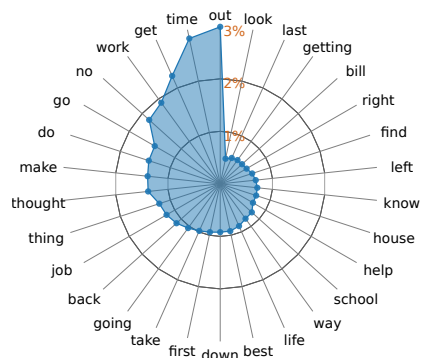 out
time
look
get
last
work
getting
no
bill
go
right
do
find
make
left
thought
know
thing
house
job
help
back
school
going
way
take
life
first
best
down
3%
2%
1%